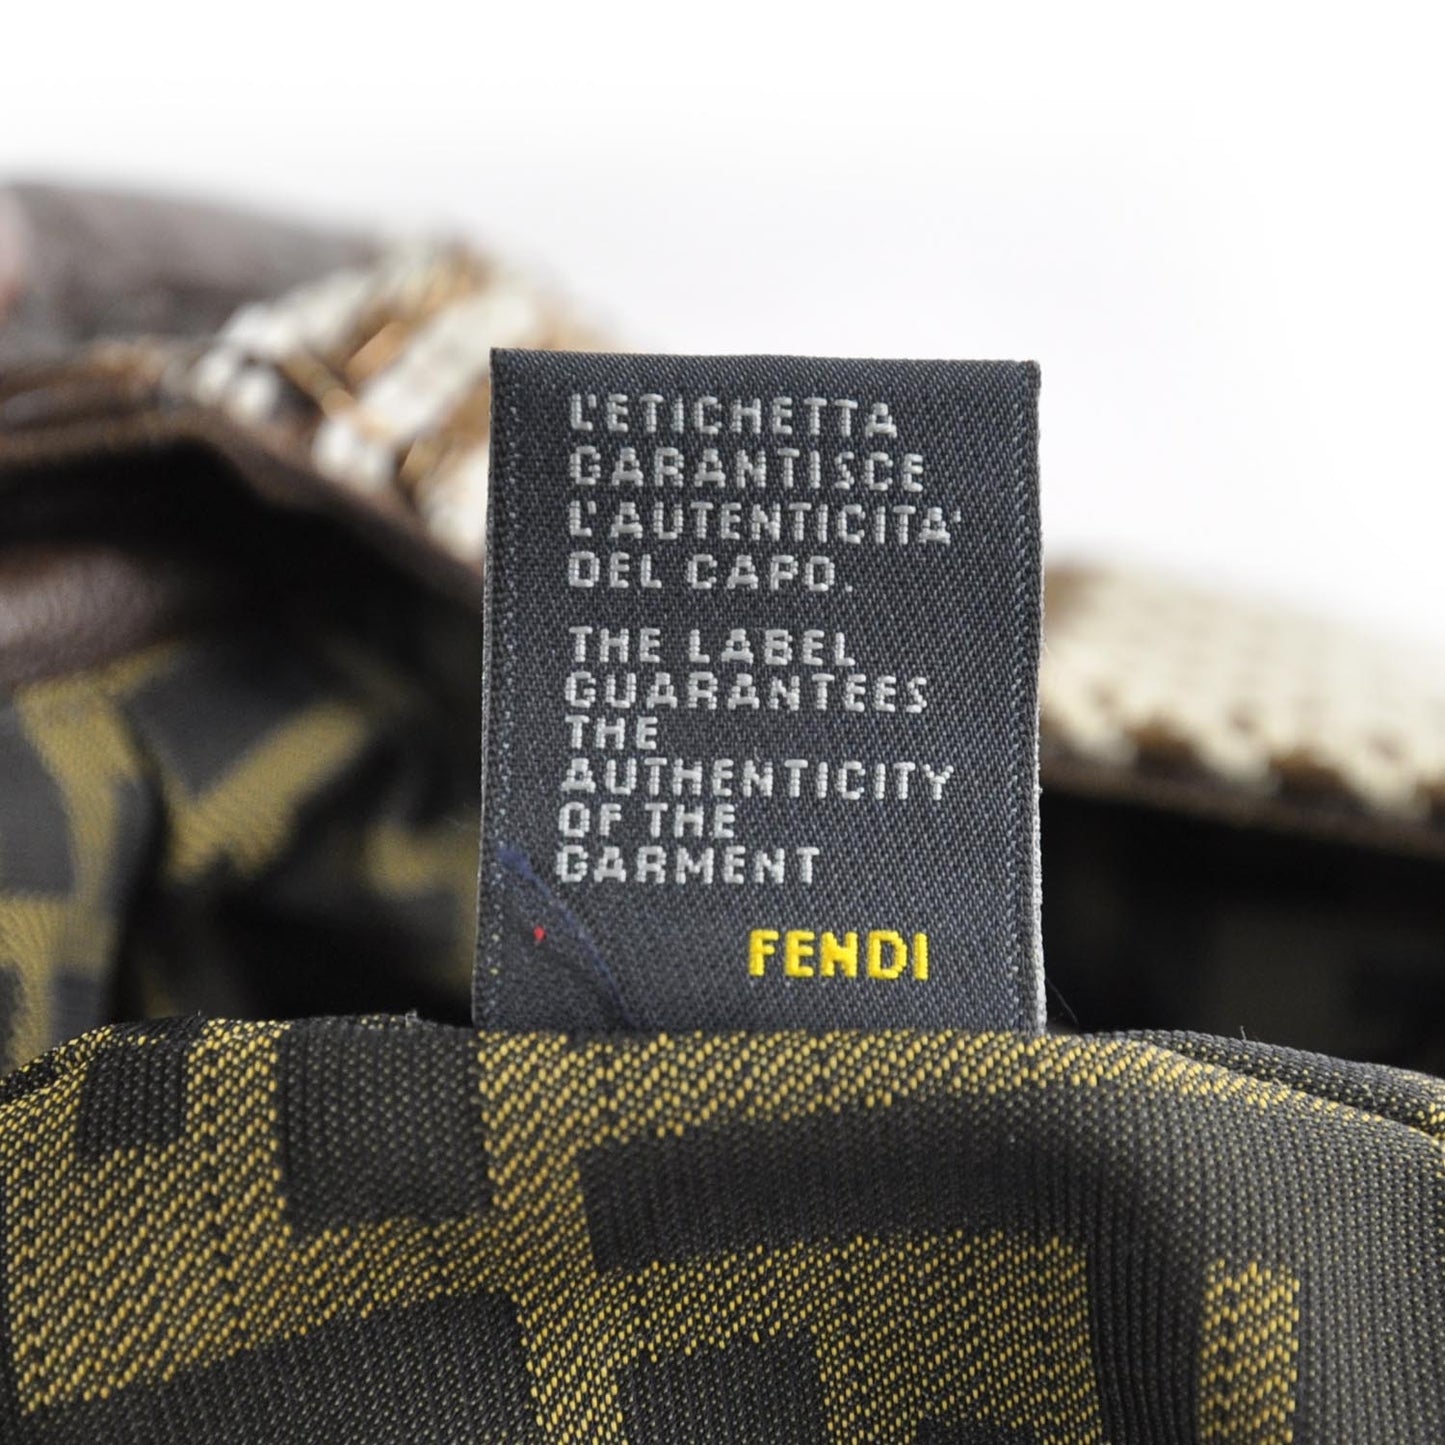 L'ETICHETTA
GARANTISCE
L'AUTENTICITA'
DEL CAPO.
THE LABEL
GUARANTEES
THE
AUTHENTICITY
OF THE
GARMENT
FENDI